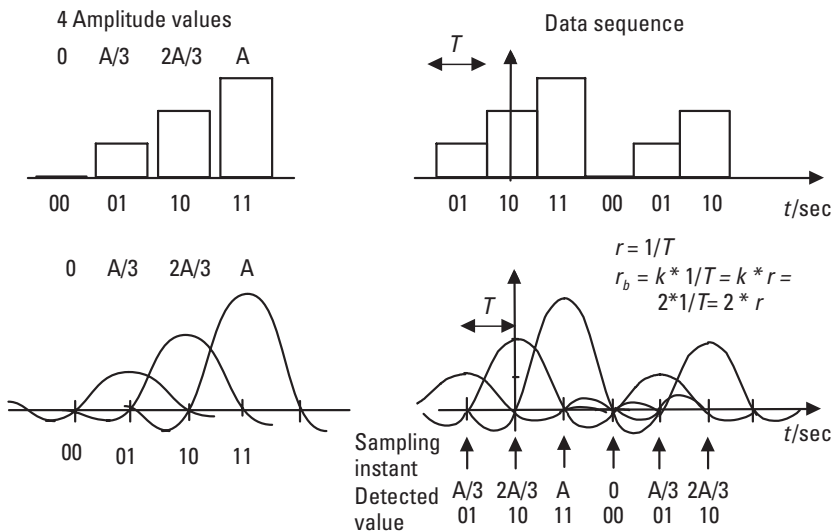 4 Amplitude values
0 A/3 2A/3 A
00 01 10 11
Data sequence
T
01 10 11 00 01 10
t/sec
0 A/3 2A/3 A
00 01 10 11
r = 1/T
r_b = k * 1/T = k * r =
2*1/T= 2 * r
T
t/sec
Sampling
instant
Detected A/3 2A/3 A 0 A/3 2A/3
value 01 10 11 00 01 10